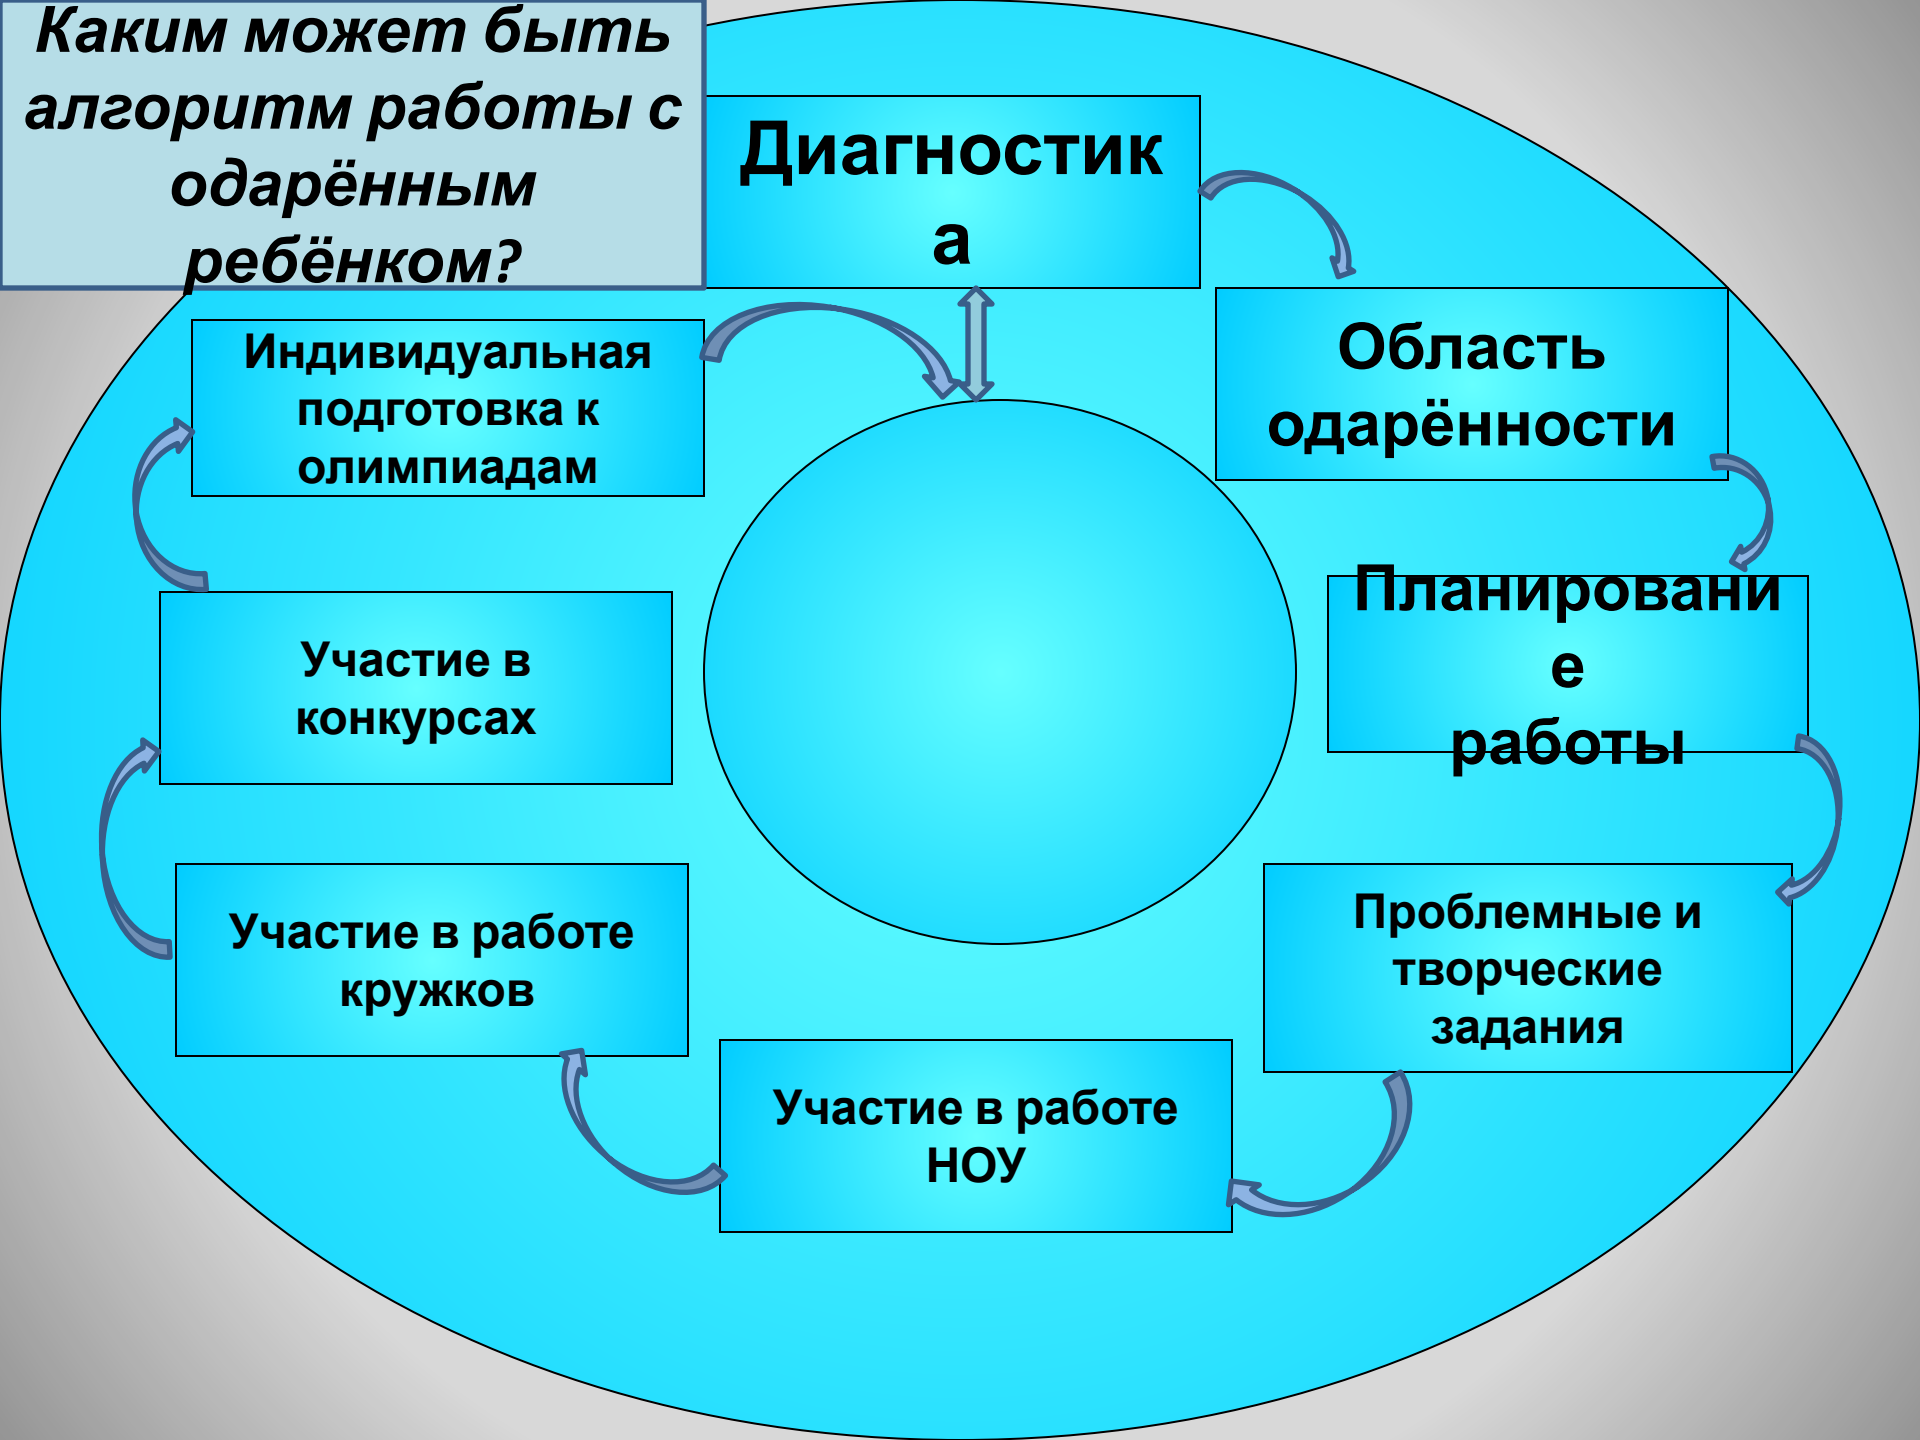 Каким может быть
алгоритм работы с
одарённым
ребёнком?
Диагностик
а
Область
одарённости
Планировани
е
работы
Проблемные и
творческие
задания
Участие в работе
НОУ
Участие в работе
кружков
Участие в
конкурсах
Индивидуальная
подготовка к
олимпиадам